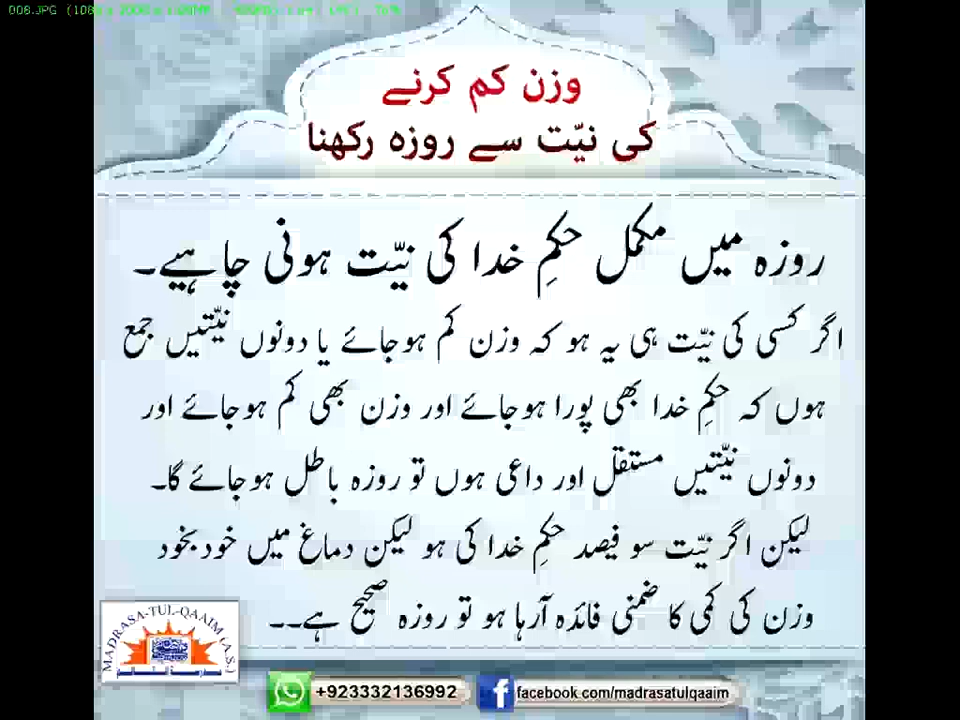 008.JPG
وزن کم کرنے
کی نیّت سے روزہ رکھنا
روزہ میں مکمل حکمِ خدا کی نیّت ہونی چاہیے۔
اگر کسی کی نیّت ہی یہ ہو کہ وزن کم ہوجائے یا دونوں نیّتیں جمع
ہوں کہ حکمِ خدا بھی پورا ہوجائے اور وزن بھی کم ہوجائے اور
دونوں نیّتیں مستقل اور داعی ہوں تو روزہ باطل ہوجائے گا۔
لیکن اگر نیّت سو فیصد حکمِ خدا کی ہو لیکن دماغ میں خودبخود
وزن کی کمی کا ضمنی فائدہ آرہا ہو تو روزہ صحیح ہے۔۔
MADRASA-TUL-QAAIM (A.S.)
مدرسة القائم
+923332136992
facebook.com/madrasatulqaaim